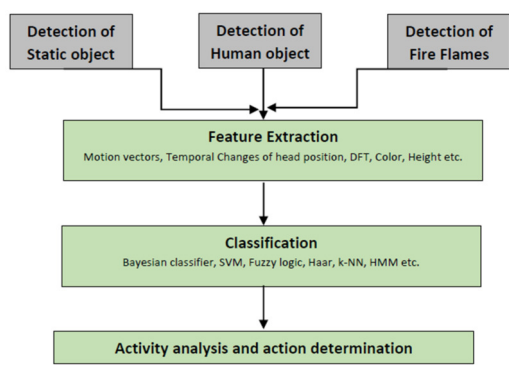 Detection of
Static object
Detection of
Human object
Detection of
Fire Flames
Feature Extraction
Motion vectors, Temporal Changes of head position, DFT, Color, Height etc.
Classification
Bayesian classifier, SVM, Fuzzy logic, Haar, k-NN, HMM etc.
Activity analysis and action determination